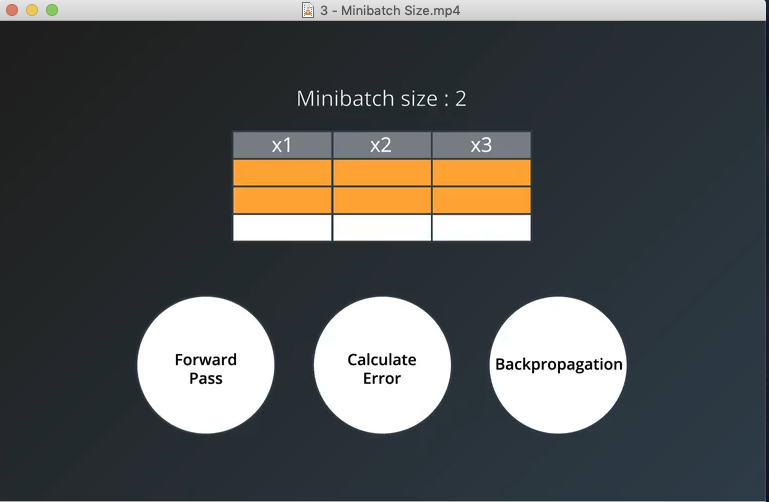 3 - Minibatch Size.mp4
Minibatch size : 2
x1 x2 x3
Forward
Pass
Calculate
Error
Backpropagation